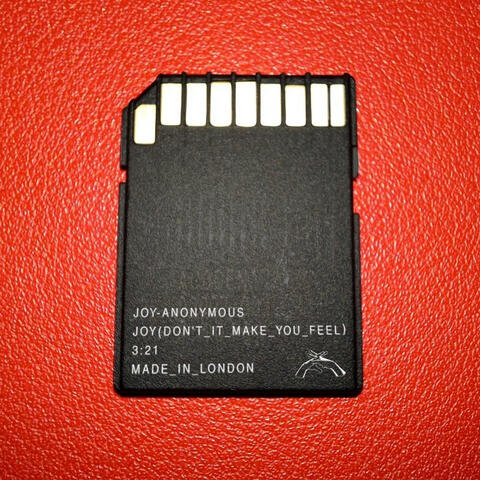 JOY-ANONYMOUS
JOY(DON'T_IT_MAKE_YOU_FEEL)
3:21
MADE_IN_LONDON